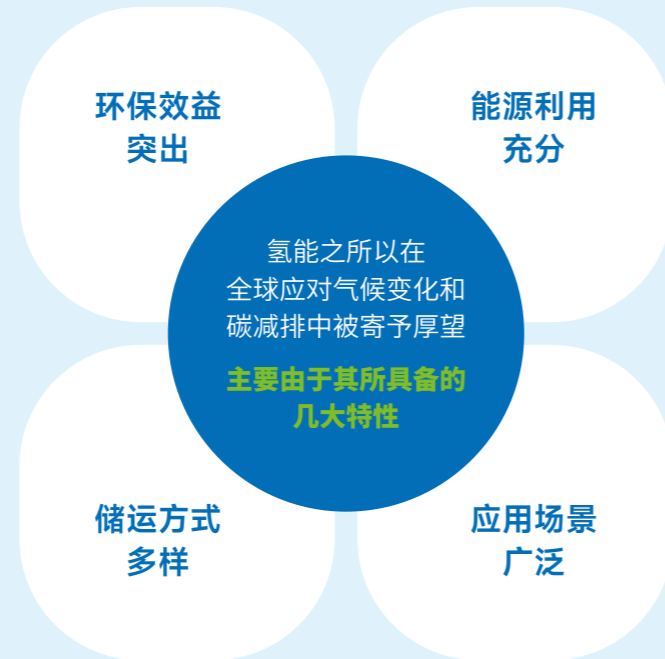 环保效益
突出
能源利用
充分
氢能之所以在
全球应对气候变化和
碳减排中被寄予厚望
主要由于其所具备的
几大特性
储运方式
多样
应用场景
广泛